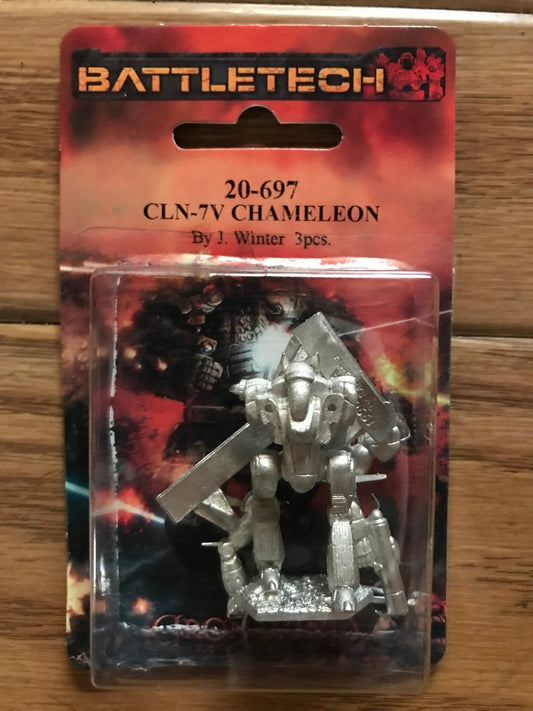 BATTLETECH
20-697
CLN-7V CHAMELEON
By J. Winter 3pcs.